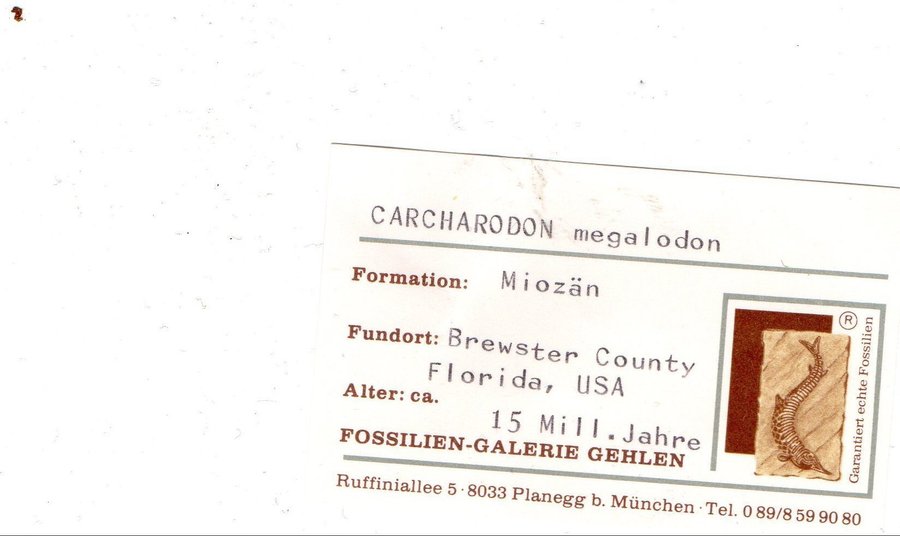 CARCHARODON megalodon
Formation: Miozän
Fundort: Brewster County
Florida, USA
Alter: ca.
15 Mill.Jahre
FOSSILIEN-GALERIE GEHLEN
Ruffiniallee 5 · 8033 Planegg b. München · Tel. 0 89/8 59 90 80
®
Garantiert echte Fossilien